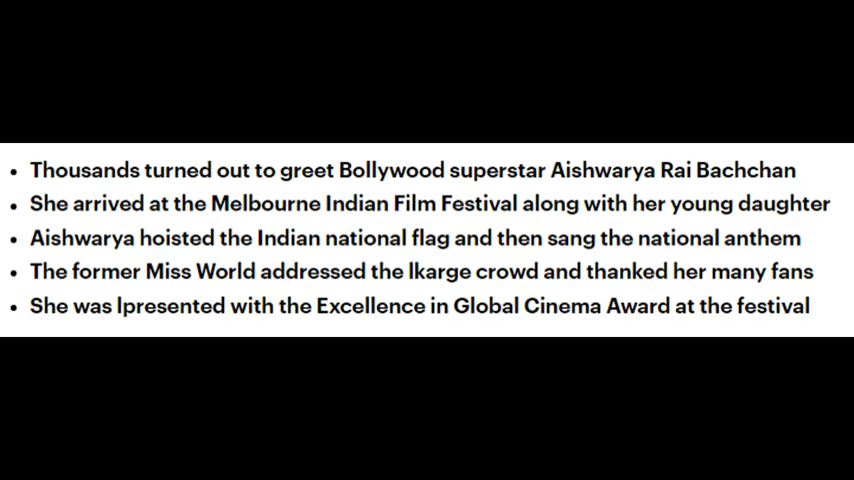 • Thousands turned out to greet Bollywood superstar Aishwarya Rai Bachchan
• She arrived at the Melbourne Indian Film Festival along with her young daughter
• Aishwarya hoisted the Indian national flag and then sang the national anthem
• The former Miss World addressed the lkarge crowd and thanked her many fans
• She was lpresented with the Excellence in Global Cinema Award at the festival